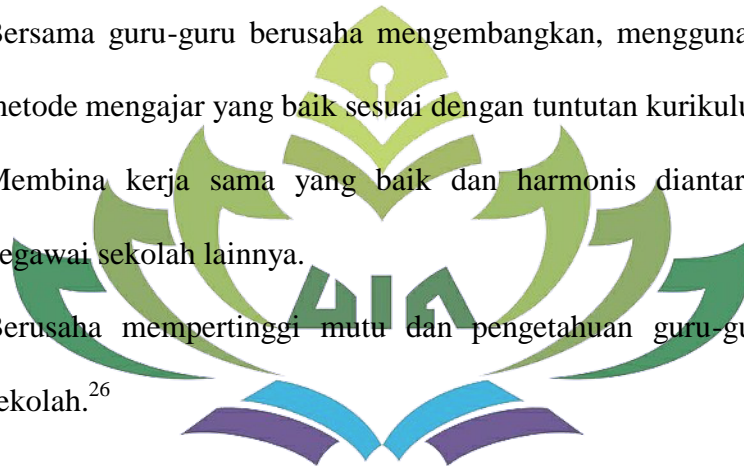 Bersama guru-guru berusaha mengembangkan, mengguna
metode mengajar yang baik sesuai dengan tuntutan kurikulu
Membina kerja sama yang baik dan harmonis diantar
pegawai sekolah lainnya.
UIN
Berusaha mempertinggi mutu dan pengetahuan guru-gu
sekolah.26